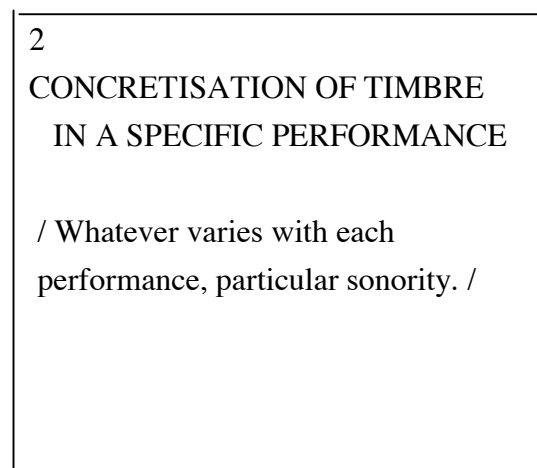 2
CONCRETISATION OF TIMBRE
IN A SPECIFIC PERFORMANCE
/ Whatever varies with each
performance, particular sonority. /